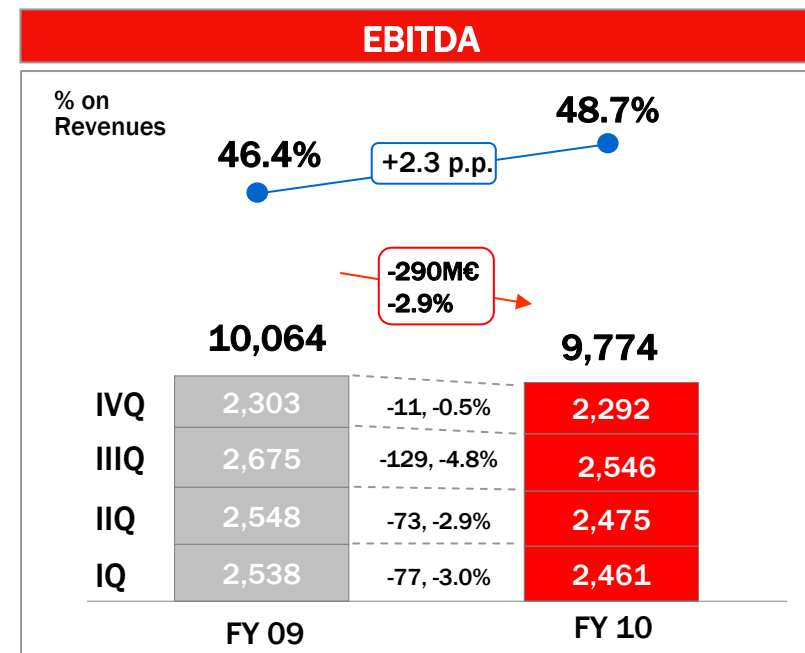 EBITDA
% on
Revenues
46.4%
+2.3 p.p.
48.7%
-290M€
-2.9%
10,064
9,774
IVQ 2,303 -11, -0.5% 2,292
IIIQ 2,675 -129, -4.8% 2,546
IIQ 2,548 -73, -2.9% 2,475
IQ 2,538 -77, -3.0% 2,461
FY 09 FY 10